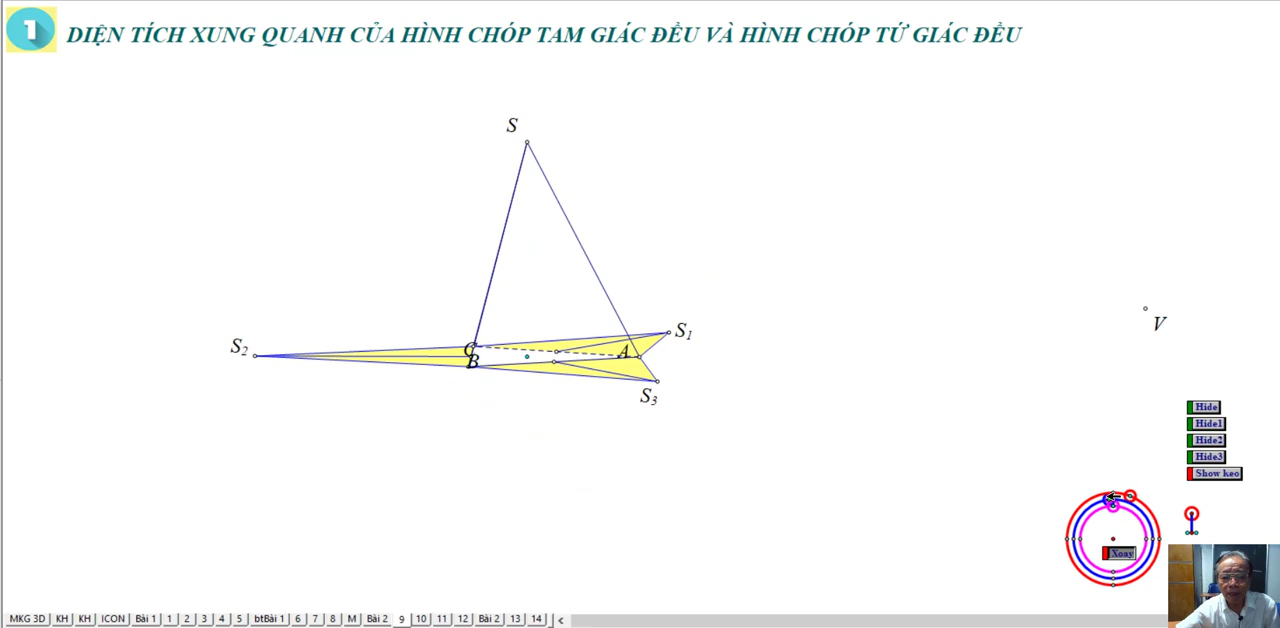 1 DIỆN TÍCH XUNG QUANH CỦA HÌNH CHÓP TAM GIÁC ĐỀU VÀ HÌNH CHÓP TỨ GIÁC ĐỀU
S
S1
S2
C
A
B
S3
V
Hide
Hide1
Hide2
Hide3
Show keo
Xoay
MKG 3D KH KH ICON Bài 1 1 2 3 4 5 btBài 1 6 7 8 M Bài 2 9 10 11 12 Bài 2 13 14 <